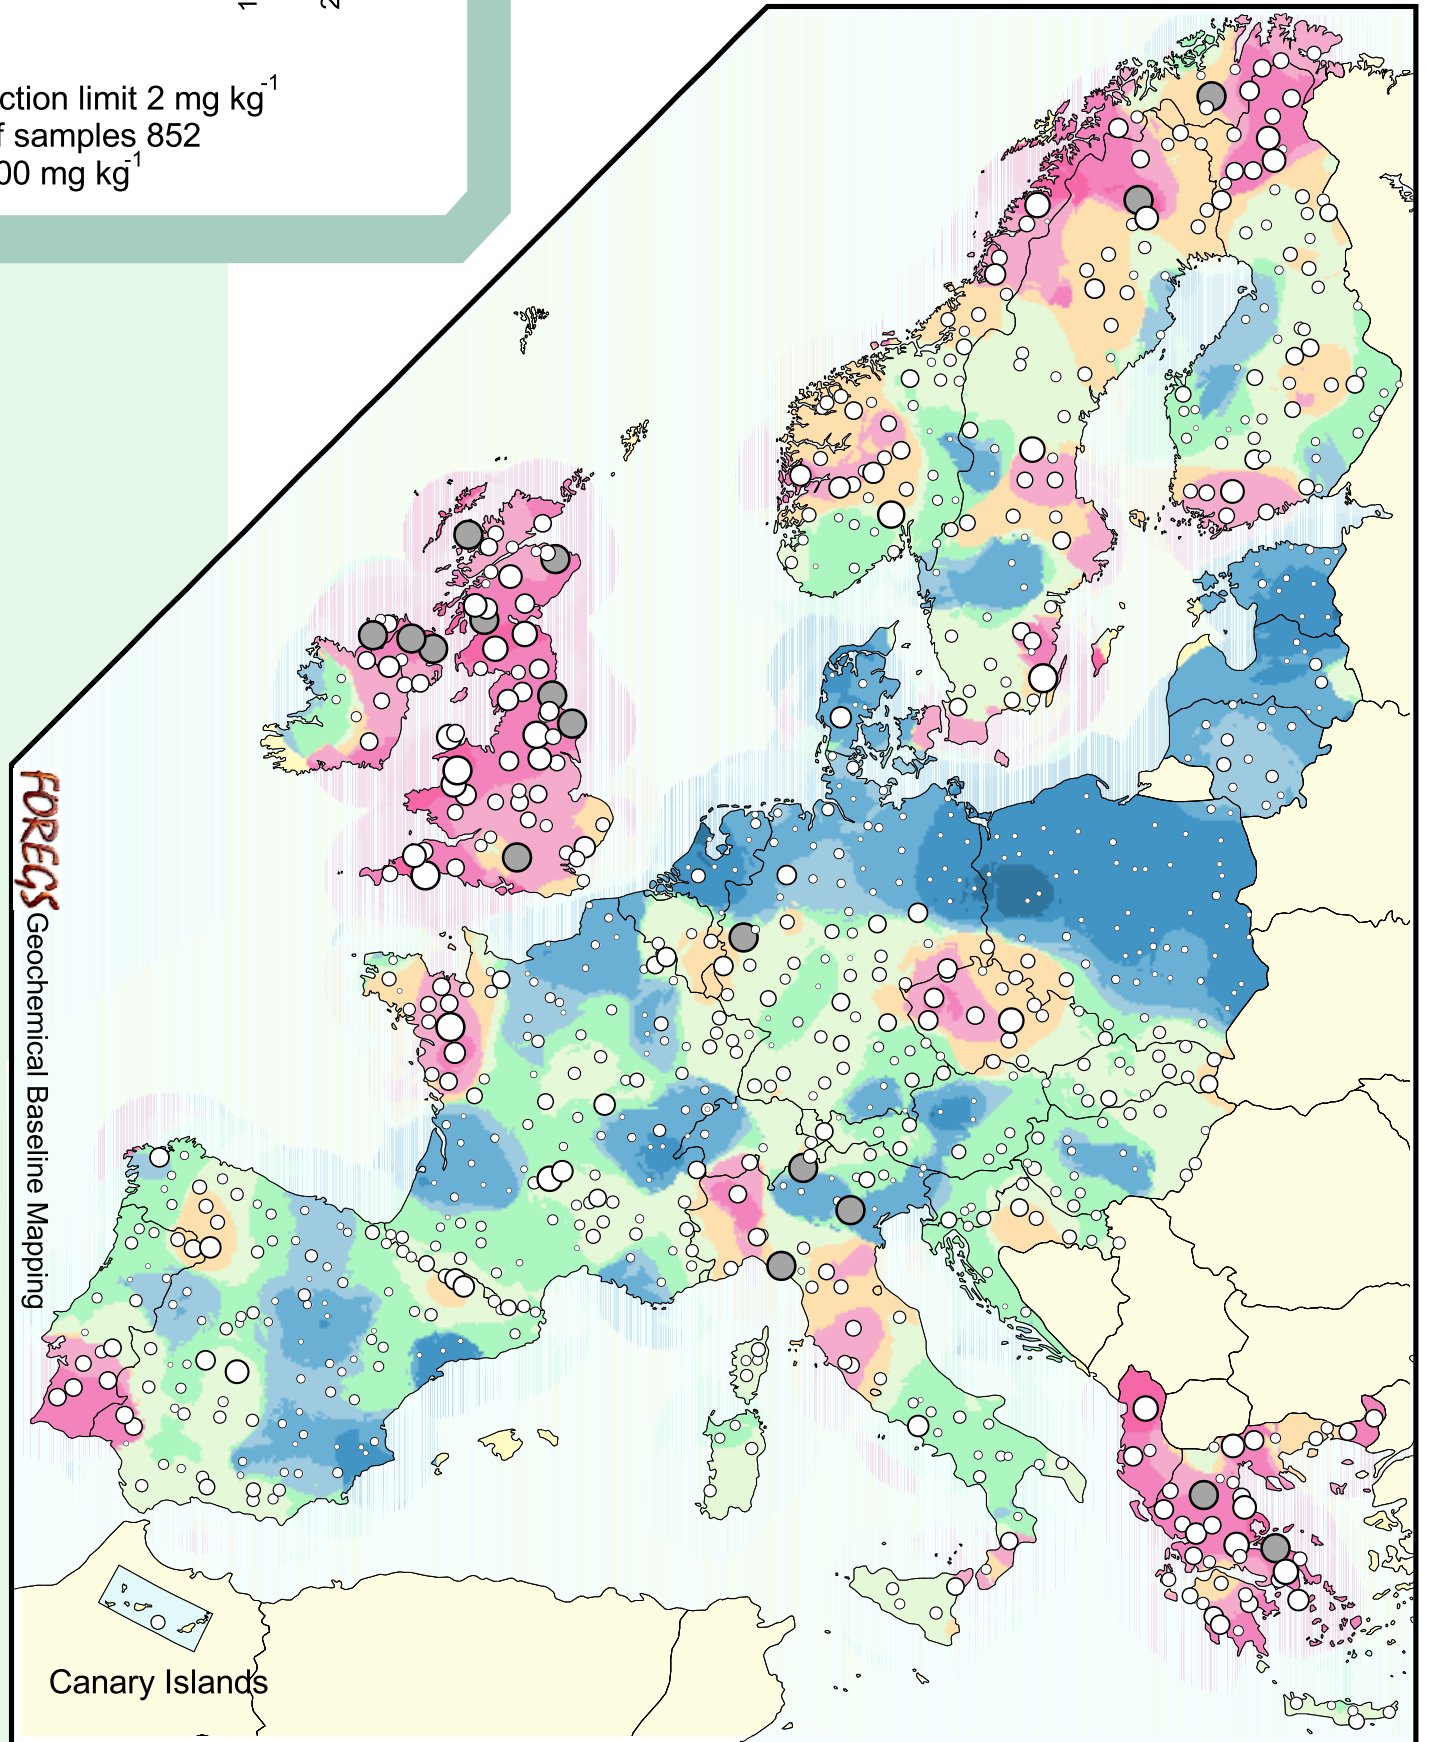 ction limit 2 mg kg-1
f samples 852
00 mg kg-1
FOREGS Geochemical Baseline Mapping
Canary Islands